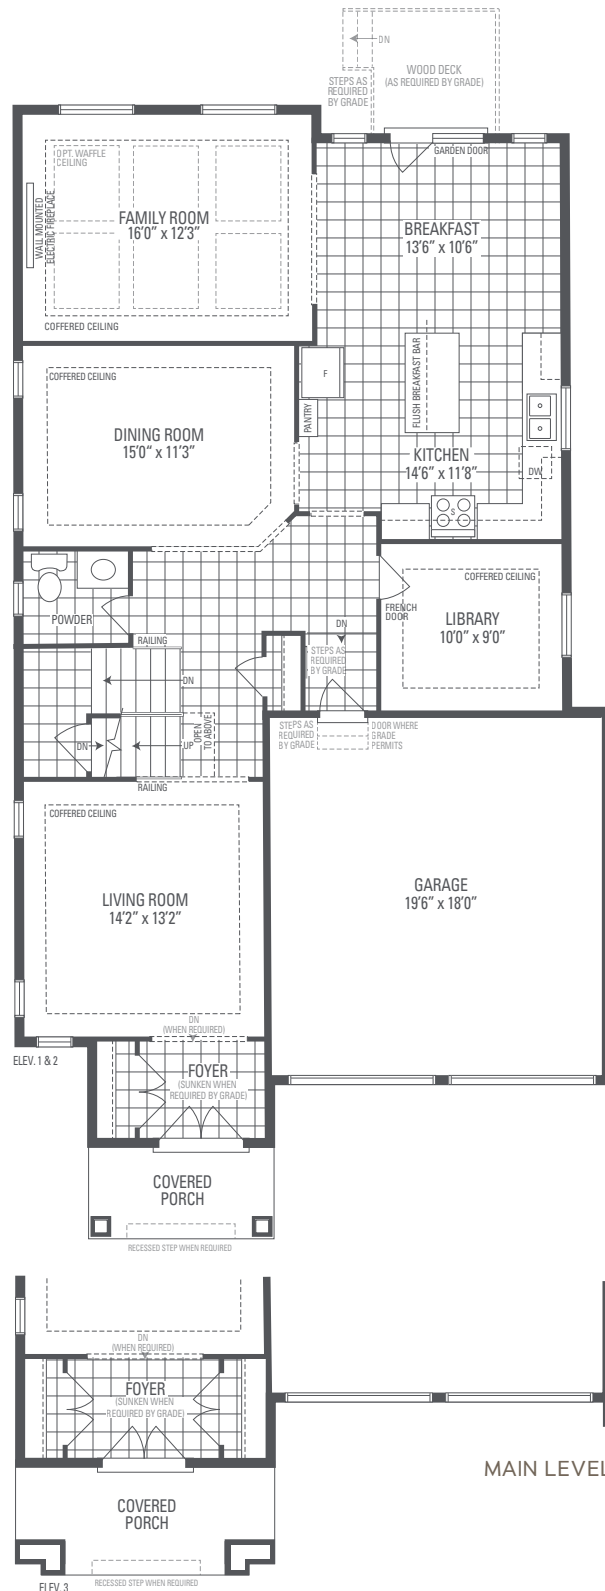 DN
WOOD DECK
(AS REQUIRED BY GRADE)
STEPS AS
REQUIRED
BY GRADE
GARDEN DOOR
OPT. WAFFLE
CEILING
WALL MOUNTED
ELECTRIC FIREPLACE
FAMILY ROOM
16'0" x 12'3"
COFFERED CEILING
BREAKFAST
13'6" x 10'6"
FLUSH BREAKFAST BAR
F
PANTRY
COFFERED CEILING
DINING ROOM
15'0" x 11'3"
KITCHEN
14'6" x 11'8"
DW
S
COFFERED CEILING
FRENCH
DOOR
LIBRARY
10'0" x 9'0"
POWDER
RAILING
DN
DN
STEPS AS
REQUIRED
BY GRADE
DN
UP
OPEN
TO ABOVE
RAILING
STEPS AS
REQUIRED
BY GRADE
DOOR WHERE
GRADE
PERMITS
COFFERED CEILING
LIVING ROOM
14'2" x 13'2"
GARAGE
19'6" x 18'0"
DN
(WHEN REQUIRED)
ELEV. 1 & 2
FOYER
(SUNKEN WHEN
REQUIRED BY GRADE)
COVERED
PORCH
RECESSED STEP WHEN REQUIRED
DN
(WHEN REQUIRED)
FOYER
(SUNKEN WHEN
REQUIRED BY GRADE)
MAIN LEVEL
COVERED
PORCH
ELEV. 3
RECESSED STEP WHEN REQUIRED